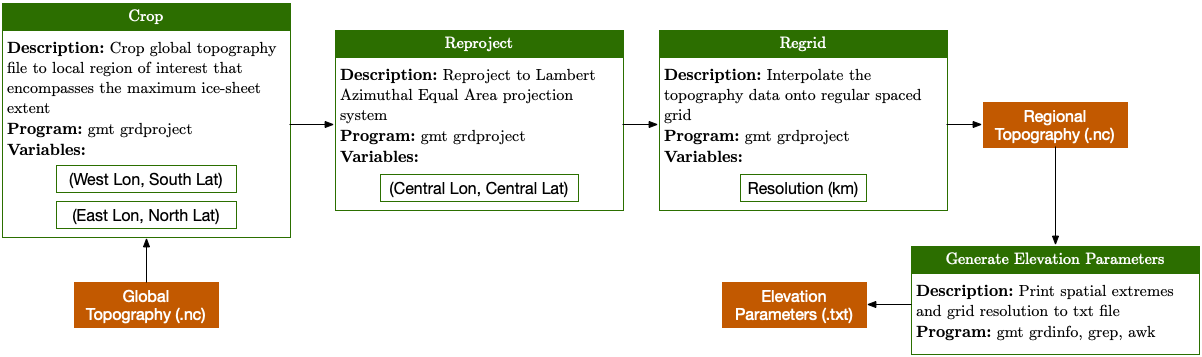 Crop
Description: Crop global topography
file to local region of interest that
encompasses the maximum ice-sheet
extent
Program: gmt grdproject
Variables:
(West Lon, South Lat)
(East Lon, North Lat)
Global
Topography (.nc)
Reproject
Description: Reproject to Lambert
Azimuthal Equal Area projection
system
Program: gmt grdproject
Variables:
(Central Lon, Central Lat)
Regrid
Description: Interpolate the
topography data onto regular spaced
grid
Program: gmt grdproject
Variables:
Resolution (km)
Regional
Topography (.nc)
Generate Elevation Parameters
Description: Print spatial extremes
and grid resolution to txt file
Program: gmt grdinfo, grep, awk
Elevation
Parameters (.txt)